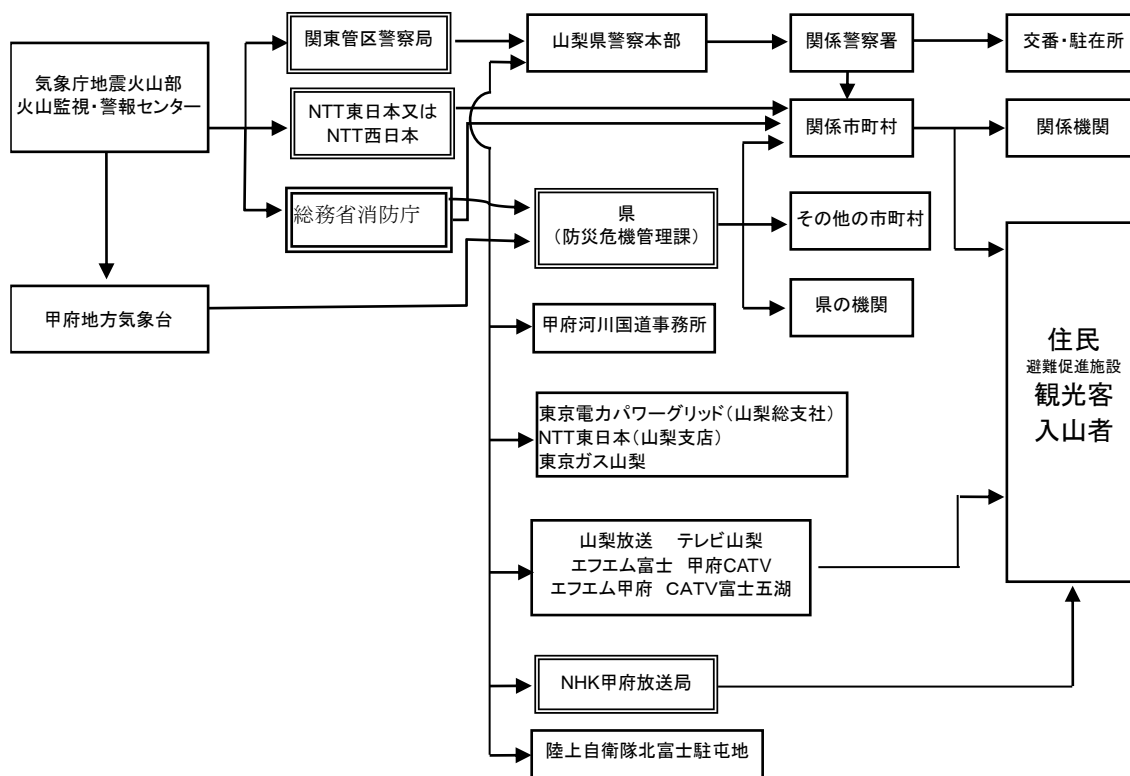 関東管区警察局
山梨県警察本部
関係警察署
交番・駐在所
気象庁地震火山部
火山監視・警報センター
NTT東日本又は
NTT西日本
関係市町村
関係機関
総務省消防庁
県
（防災危機管理課）
その他の市町村
県の機関
甲府地方気象台
甲府河川国道事務所
住民
避難促進施設
観光客
入山者
東京電力パワーグリッド（山梨総支社）
NTT東日本（山梨支店）
東京ガス山梨
山梨放送　テレビ山梨
エフエム富士　甲府CATV
エフエム甲府　CATV富士五湖
NHK甲府放送局
陸上自衛隊北富士駐屯地